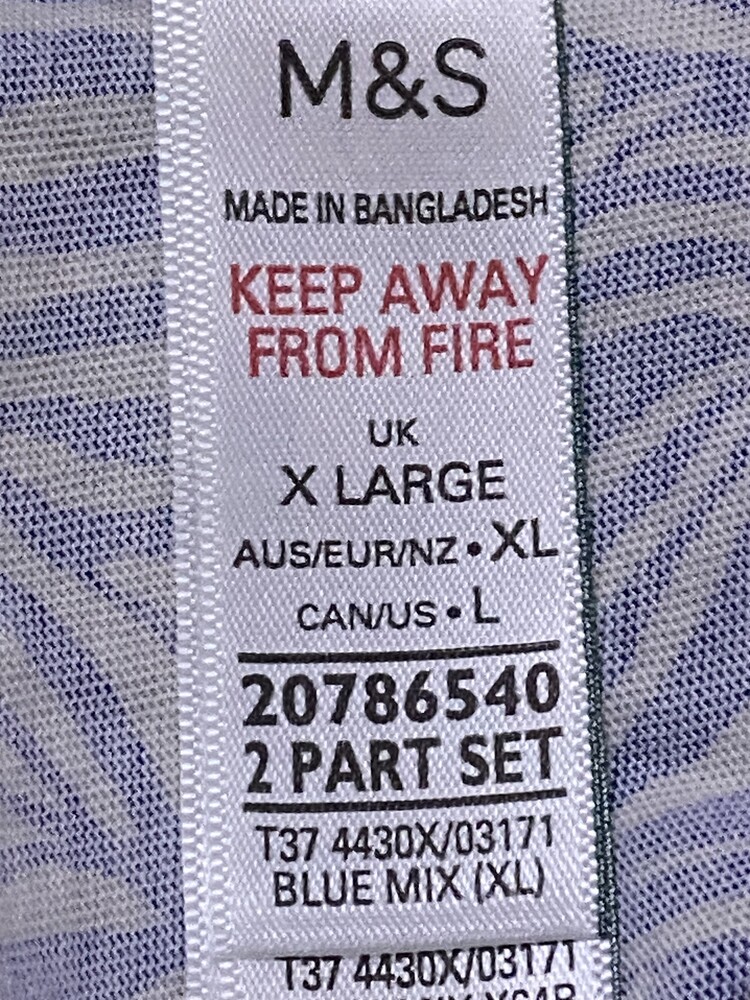 M&S
MADE IN BANGLADESH
KEEP AWAY
FROM FIRE
UK
X LARGE
AUS/EUR/NZ • XL
CAN/US • L
20786540
2 PART SET
T37 4430X/03171
BLUE MIX (XL)
T37 4430X/03171